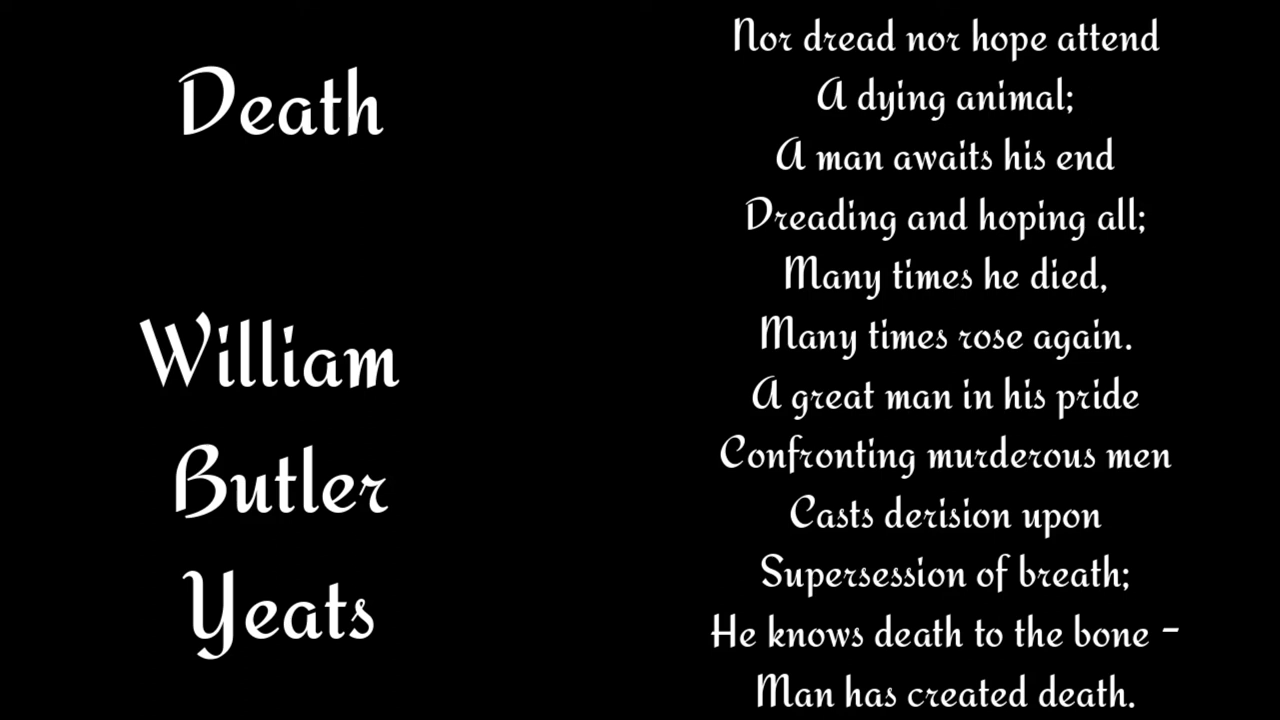 Death
William
Butler
Yeats
Nor dread nor hope attend
A dying animal;
A man awaits his end
Dreading and hoping all;
Many times he died,
Many times rose again.
A great man in his pride
Confronting murderous men
Casts derision upon
Supersession of breath;
He knows death to the bone -
Man has created death.